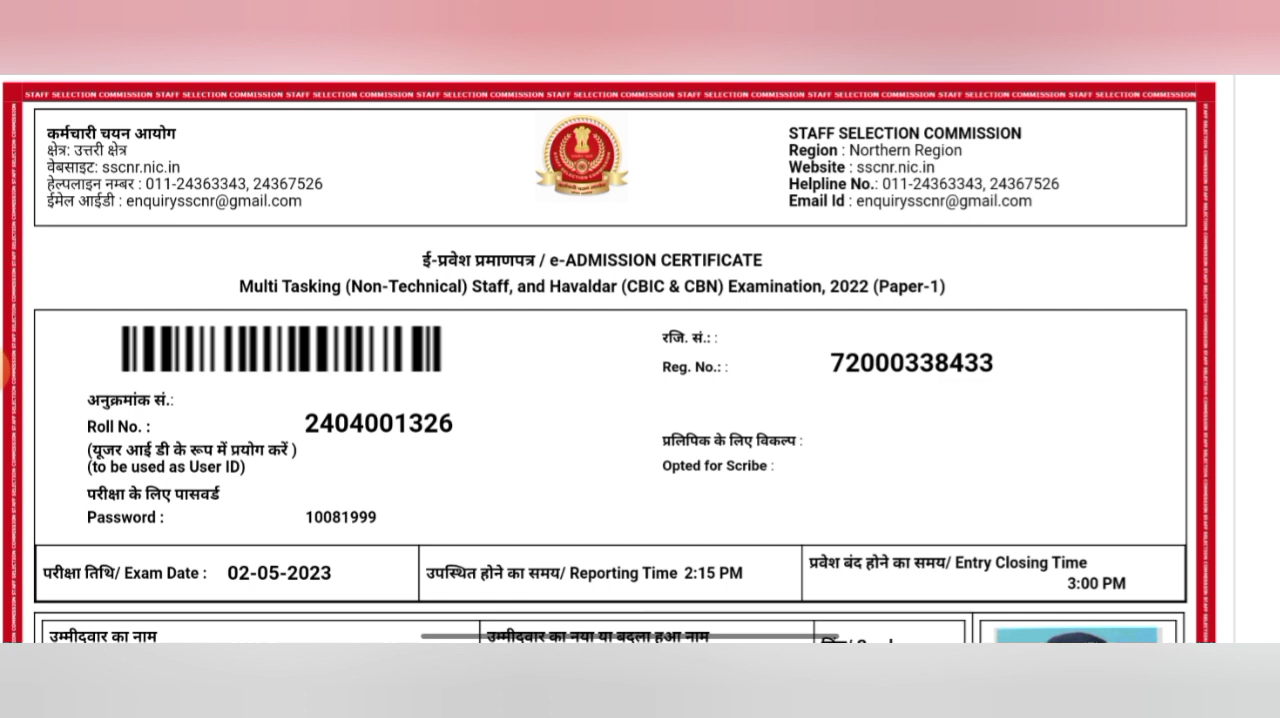 STAFF SELECTION COMMISSION STAFF SELECTION COMMISSION STAFF SELECTION COMMISSION STAFF SELECTION COMMISSION STAFF SELECTION COMMISSION STAFF SELECTION COMMISSION STAFF SELECTION COMMISSION STAFF SELECTION COMMISSION STAFF SELECTION COMMISSION
कर्मचारी चयन आयोग
क्षेत्र: उत्तरी क्षेत्र
वेबसाइट: sscnr.nic.in
हेल्पलाइन नम्बर : 011-24363343, 24367526
ईमेल आईडी : enquirysscnr@gmail.com
STAFF SELECTION COMMISSION
Region : Northern Region
Website : sscnr.nic.in
Helpline No.: 011-24363343, 24367526
Email Id : enquirysscnr@gmail.com
ई-प्रवेश प्रमाणपत्र / e-ADMISSION CERTIFICATE
Multi Tasking (Non-Technical) Staff, and Havaldar (CBIC & CBN) Examination, 2022 (Paper-1)
रजि. सं.: :
Reg. No.: : 72000338433
अनुक्रमांक सं.:
Roll No. : 2404001326
(यूजर आई डी के रूप में प्रयोग करें )
(to be used as User ID)
प्रलिपिक के लिए विकल्प :
Opted for Scribe :
परीक्षा के लिए पासवर्ड
Password : 10081999
परीक्षा तिथि/ Exam Date : 02-05-2023
उपस्थित होने का समय/ Reporting Time 2:15 PM
प्रवेश बंद होने का समय/ Entry Closing Time
3:00 PM
उम्मीदवार का नाम
उम्मीदवार का नया या बदला हुआ नाम